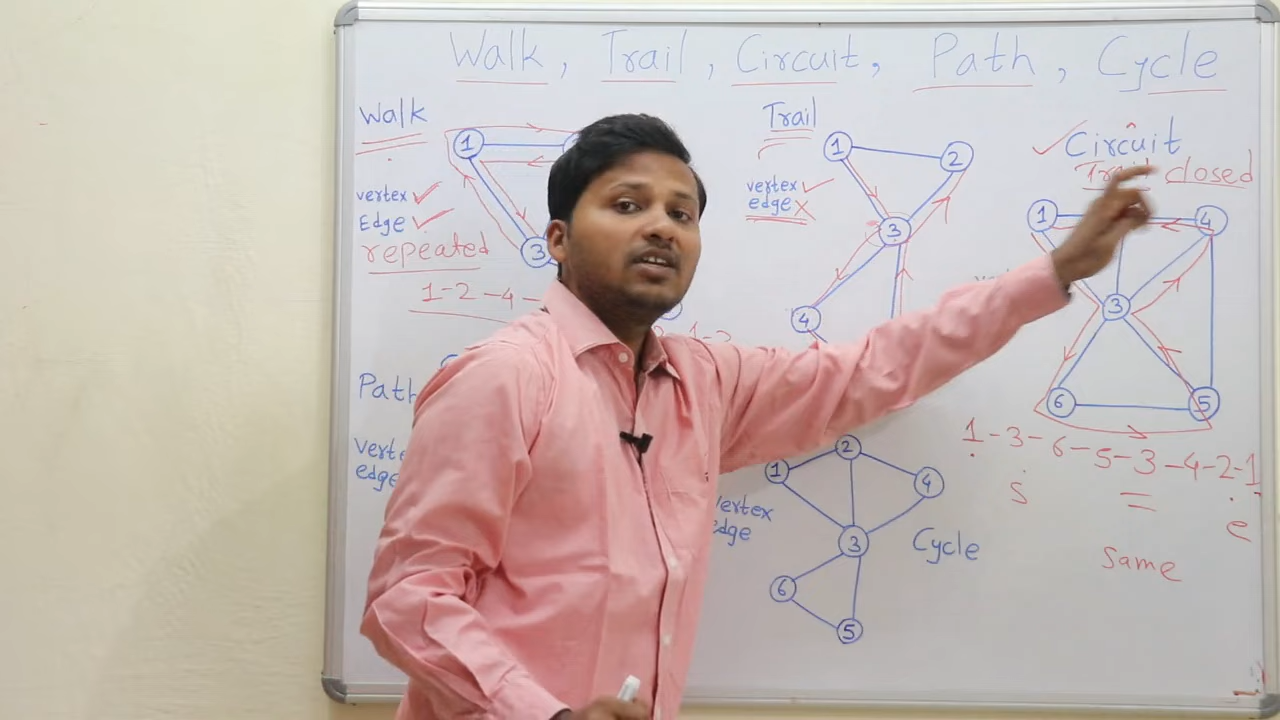 Walk, Trail, Circuit, Path, Cycle
Walk
vertex ✓
Edge ✓
repeated
1-2-4-
1
3
Path
edge
Trail
vertex ✓
edge ×
1
2
3
4
✓ Circuit
Trail closed
1
4
3
6
5
1-3-6-5-3-4-2-1
s
=
e
same
vertex
edge
Cycle
1
2
4
3
6
5